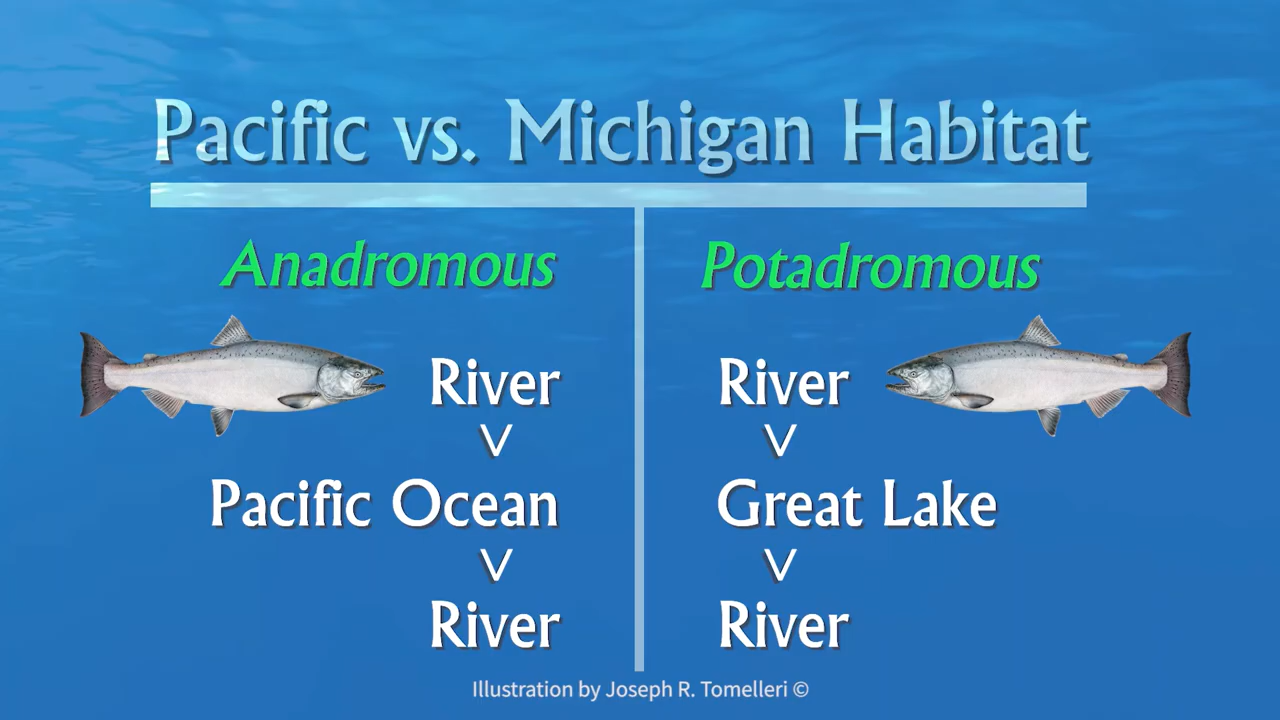 Pacific vs. Michigan Habitat
Anadromous
River
V
Pacific Ocean
V
River
Potadromous
River
V
Great Lake
V
River
Illustration by Joseph R. Tomelleri ©